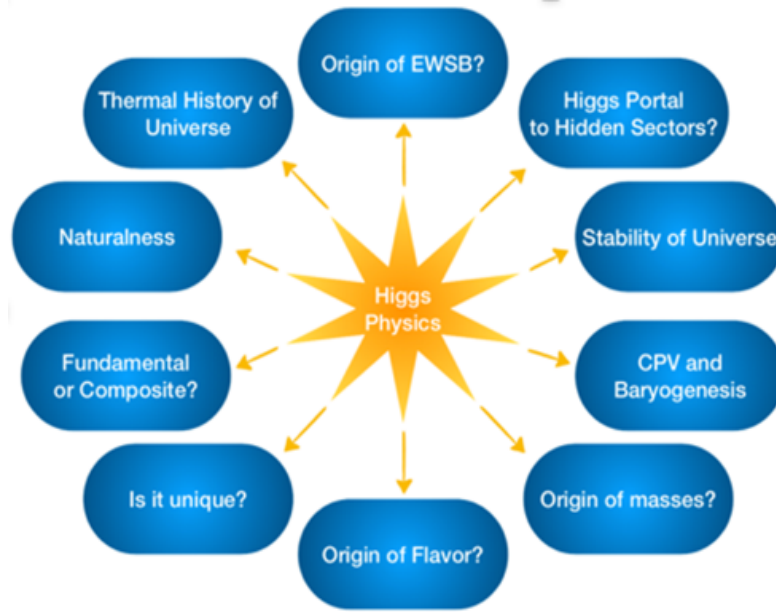 Origin of EWSB?
Thermal History of
Universe
Higgs Portal
to Hidden Sectors?
Naturalness
Stability of Universe
Higgs
Physics
Fundamental
or Composite?
CPV and
Baryogenesis
Is it unique?
Origin of masses?
Origin of Flavor?